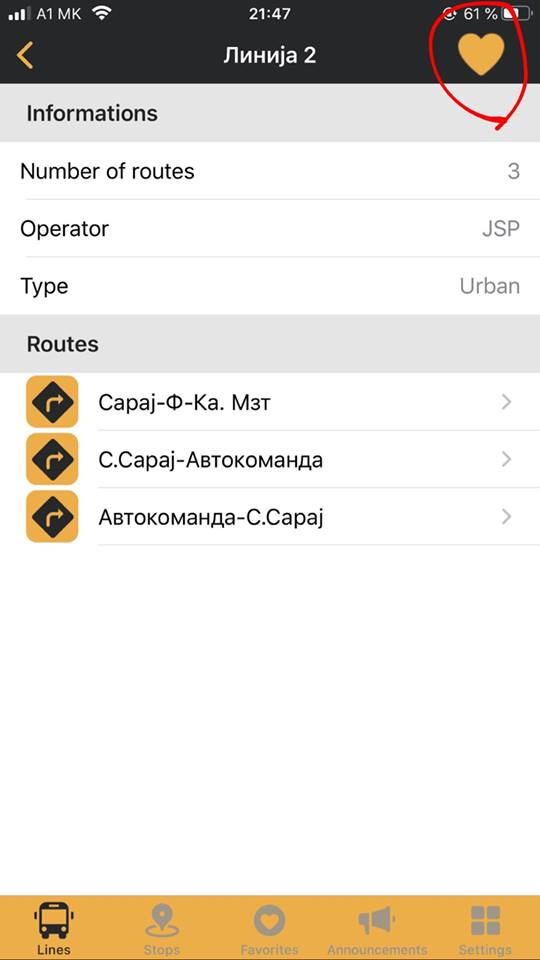 A1 MK 21:47 61 %
Линија 2
Informations
Number of routes 3
Operator JSP
Type Urban
Routes
Сарај-Ф-Ка. Мзт
С.Сарај-Автокоманда
Автокоманда-С.Сарај
Lines Stops Favorites Announcements Settings